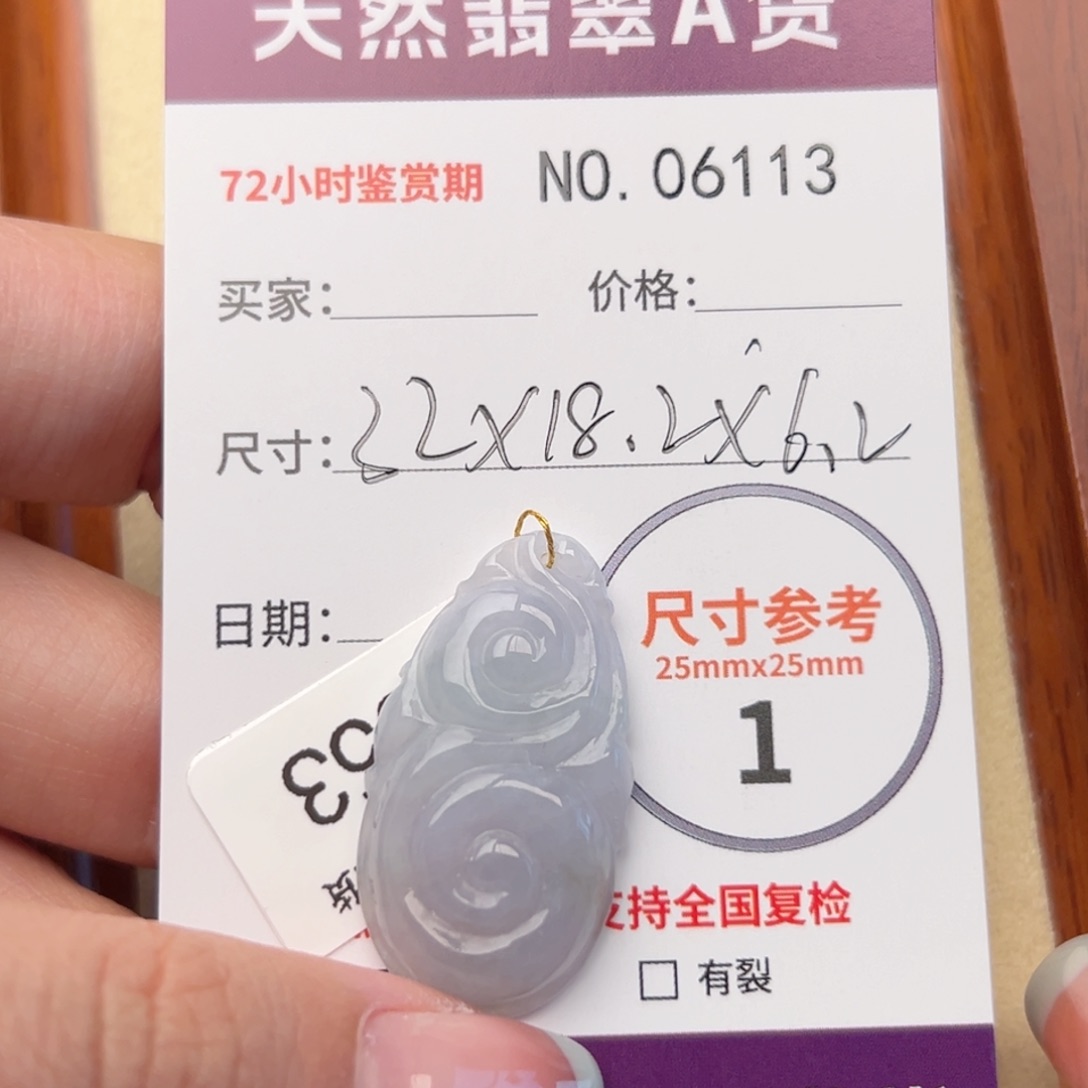 天然翡翠A货
72小时鉴赏期 NO. 06113
买家: 价格:
尺寸: 32X18.2X6.2
日期:
尺寸参考
25mmx25mm
1
支持全国复检
有裂